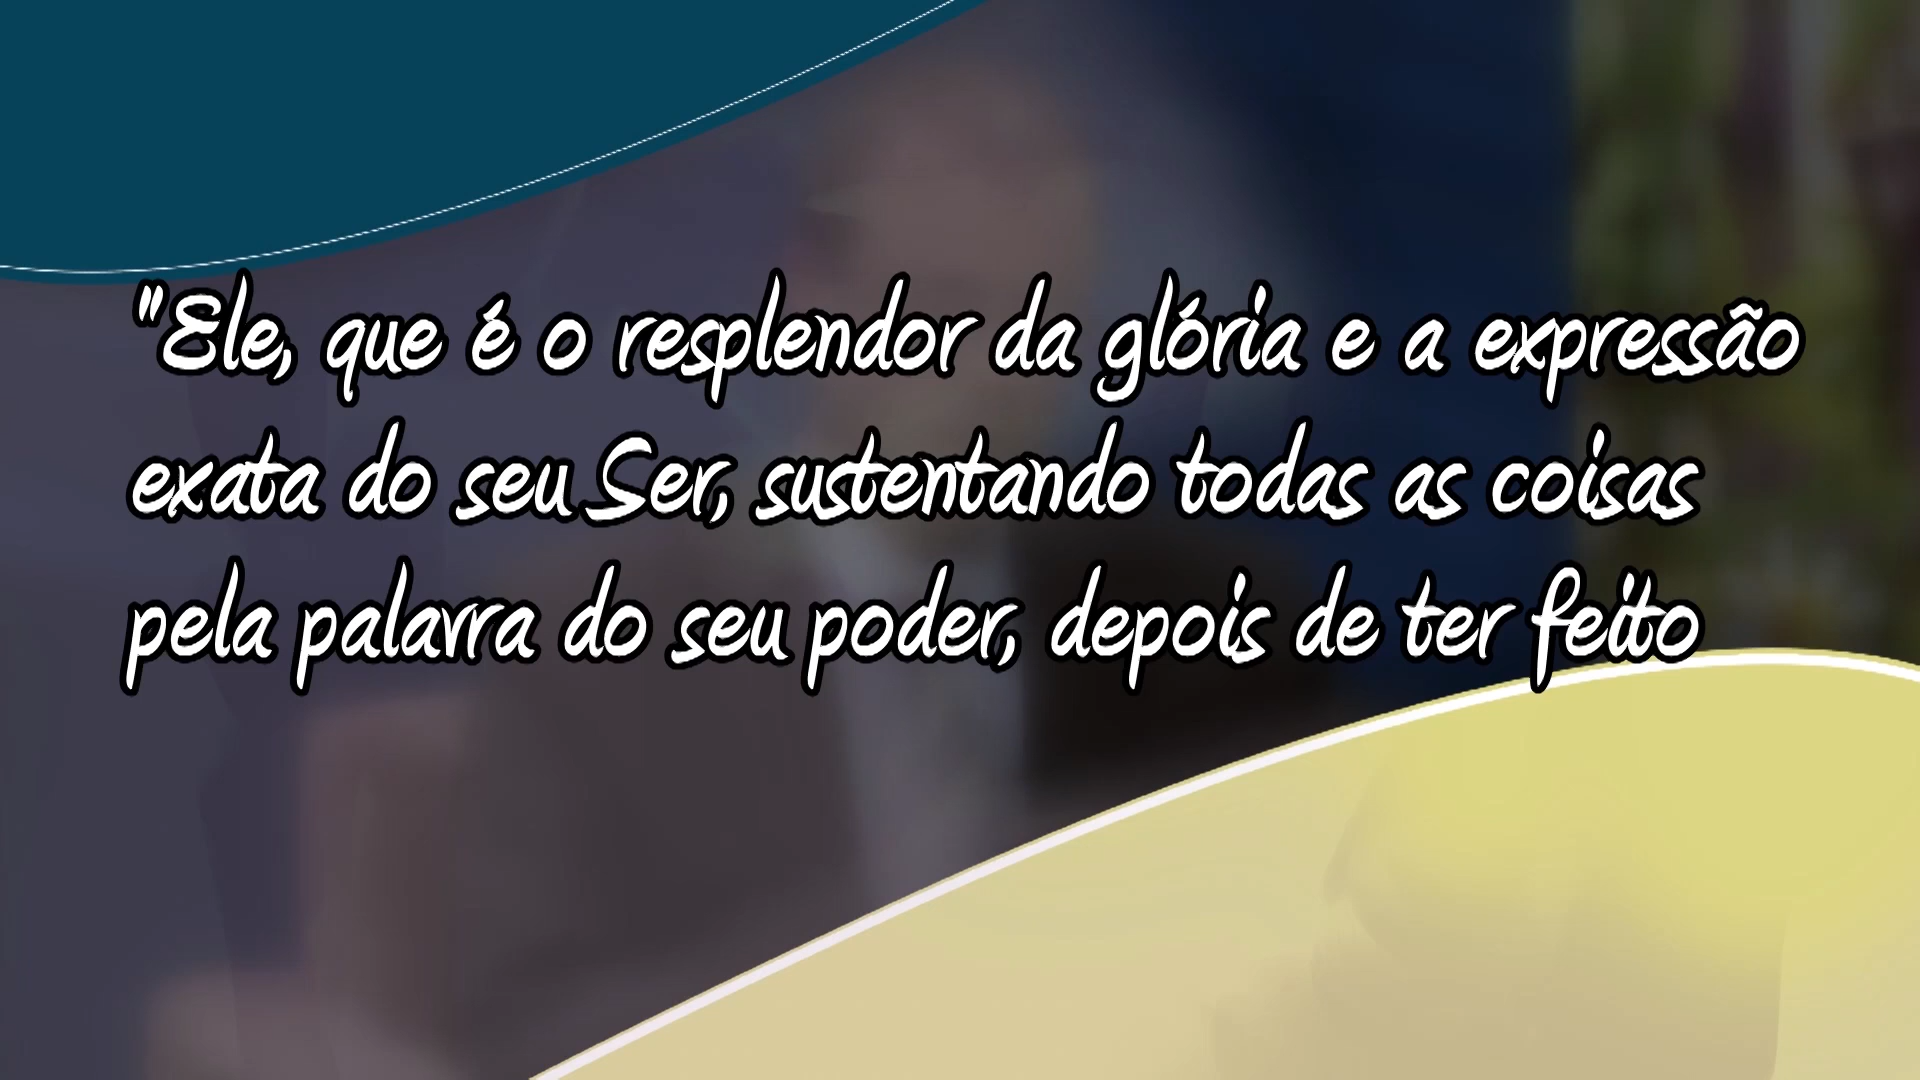 "Ele, que é o resplendor da glória e a expressão
exata do seu Ser, sustentando todas as coisas
pela palavra do seu poder, depois de ter feito